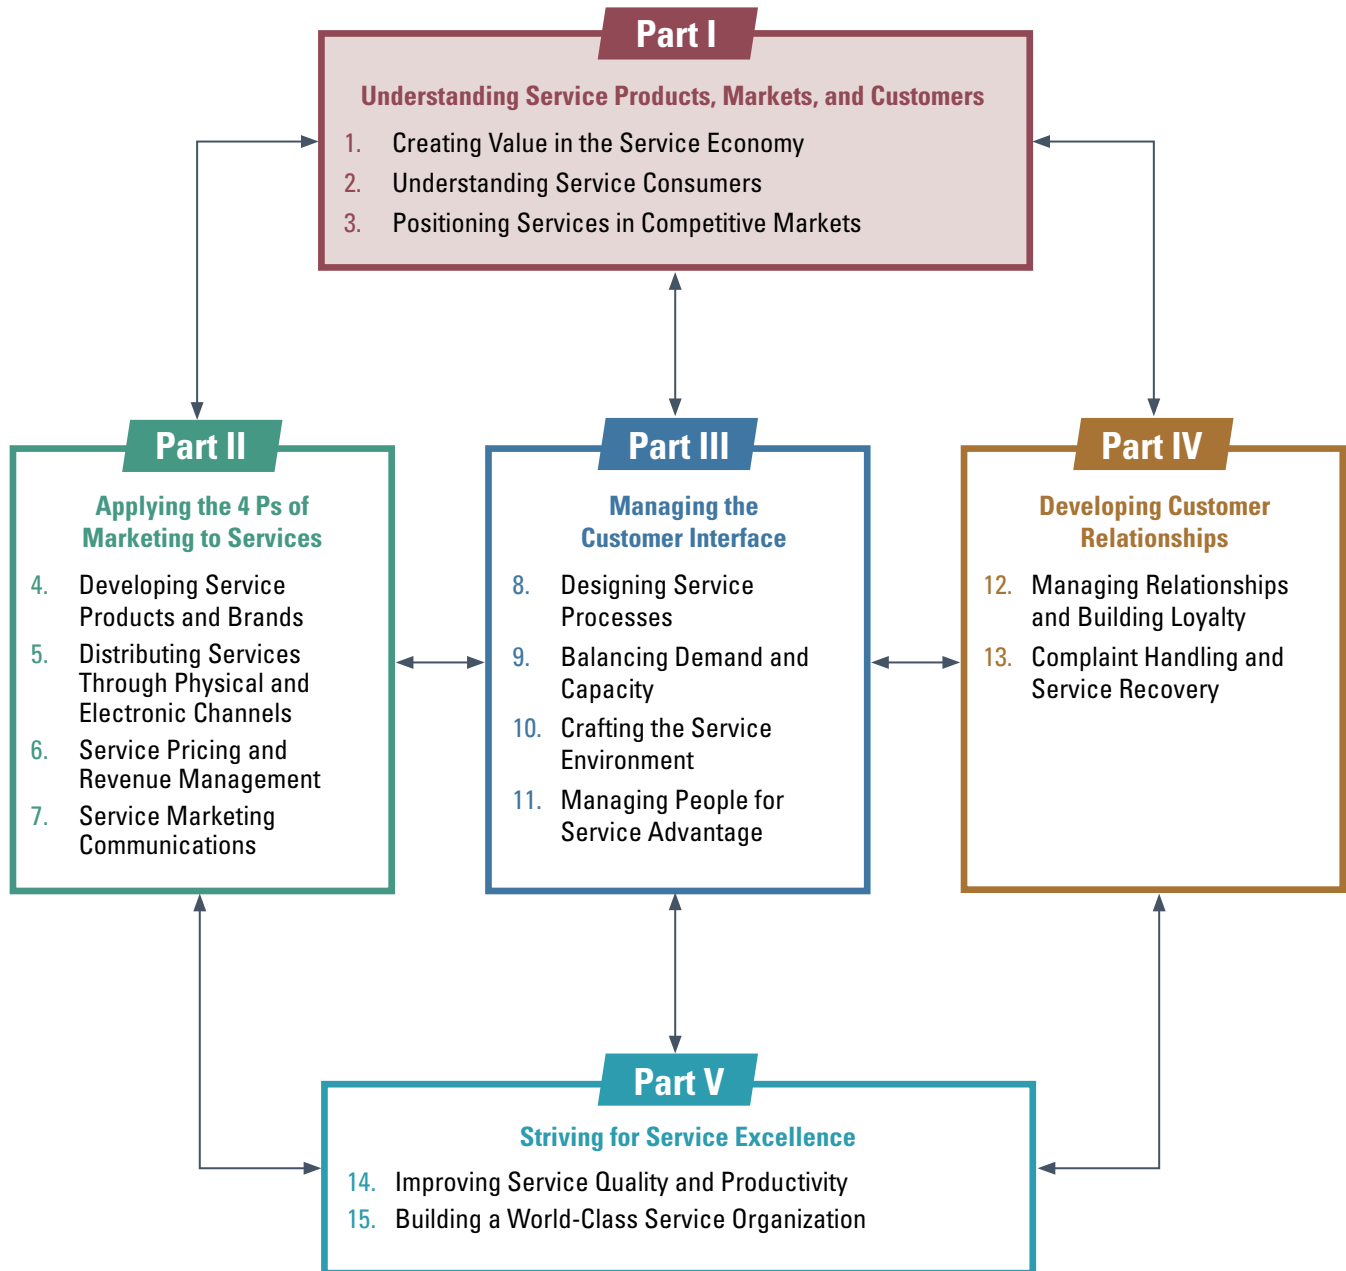 Part I
Understanding Service Products, Markets, and Customers
1. Creating Value in the Service Economy
2. Understanding Service Consumers
3. Positioning Services in Competitive Markets
Part II
Applying the 4 Ps of
Marketing to Services
4. Developing Service
Products and Brands
5. Distributing Services
Through Physical and
Electronic Channels
6. Service Pricing and
Revenue Management
7. Service Marketing
Communications
Part III
Managing the
Customer Interface
8. Designing Service
Processes
9. Balancing Demand and
Capacity
10. Crafting the Service
Environment
11. Managing People for
Service Advantage
Part IV
Developing Customer
Relationships
12. Managing Relationships
and Building Loyalty
13. Complaint Handling and
Service Recovery
Part V
Striving for Service Excellence
14. Improving Service Quality and Productivity
15. Building a World-Class Service Organization